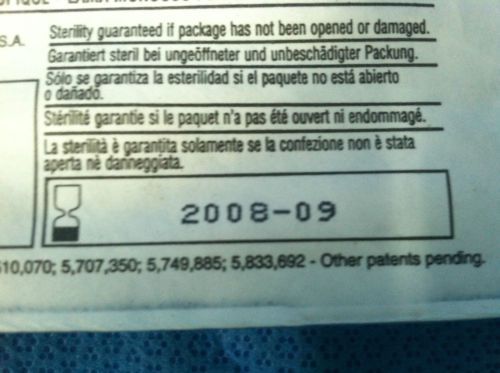 S.A.
Sterility guaranteed if package has not been opened or damaged.
Garantiert steril bei ungeöffneter und unbeschädigter Packung.
Sólo se garantiza la esterilidad si el paquete no está abierto
o dañado.
Stérilité garantie si le paquet n'a pas été ouvert ni endommagé.
La sterilità è garantita solamente se la confezione non è stata
aperta nè danneggiata.
2008-09
610,070; 5,707,350; 5,749,885; 5,833,692 - Other patents pending.